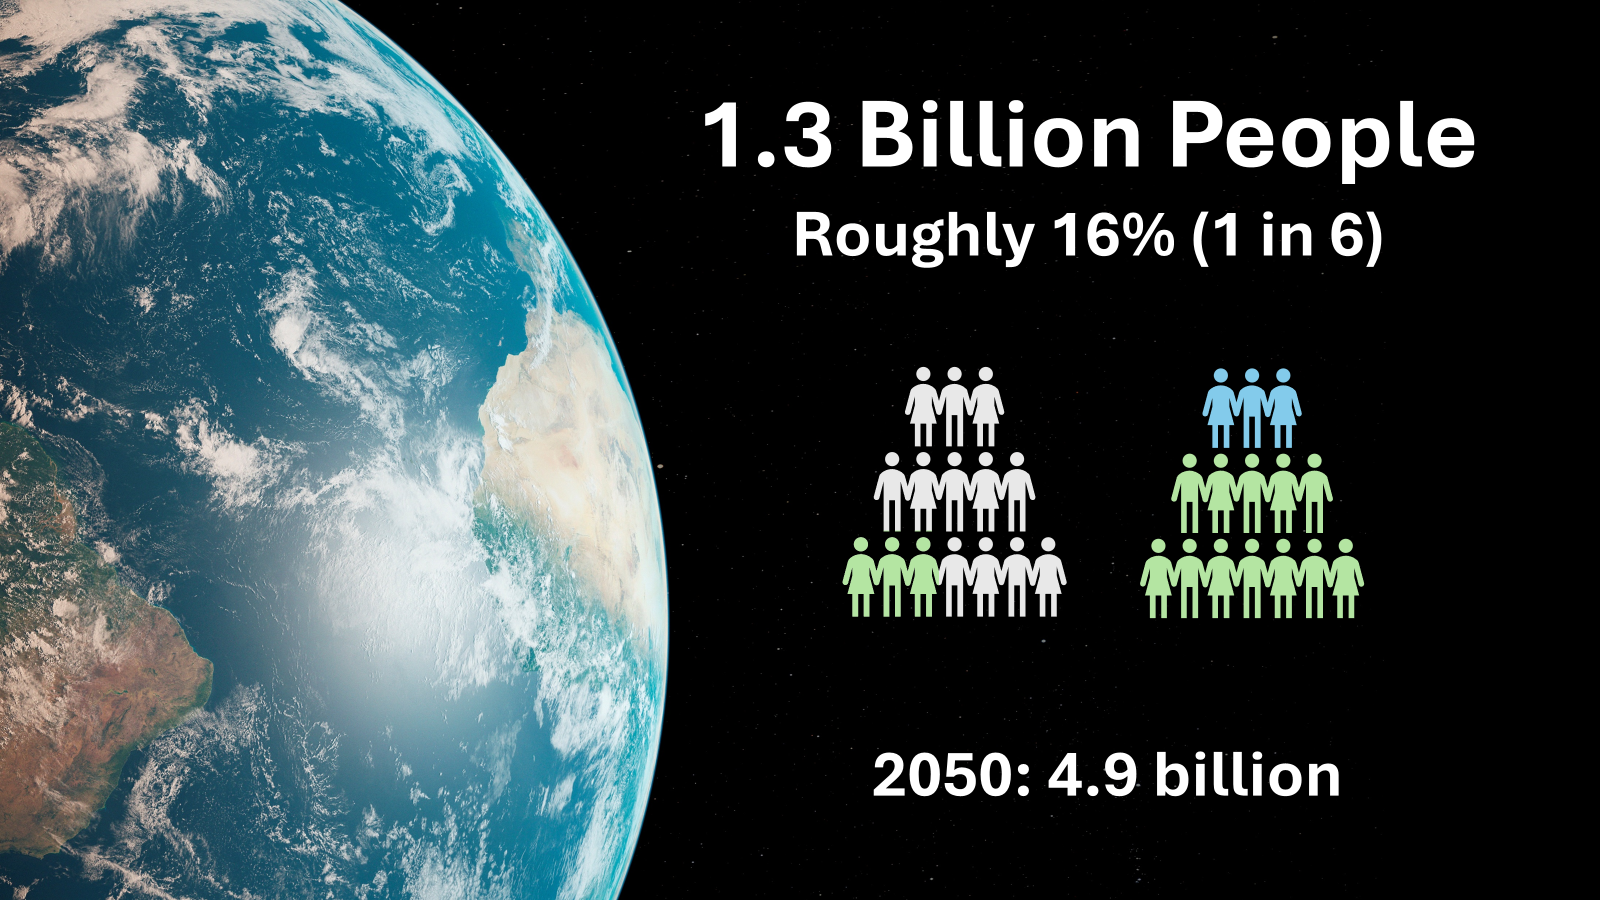 1.3 Billion People
Roughly 16% (1 in 6)
2050: 4.9 billion